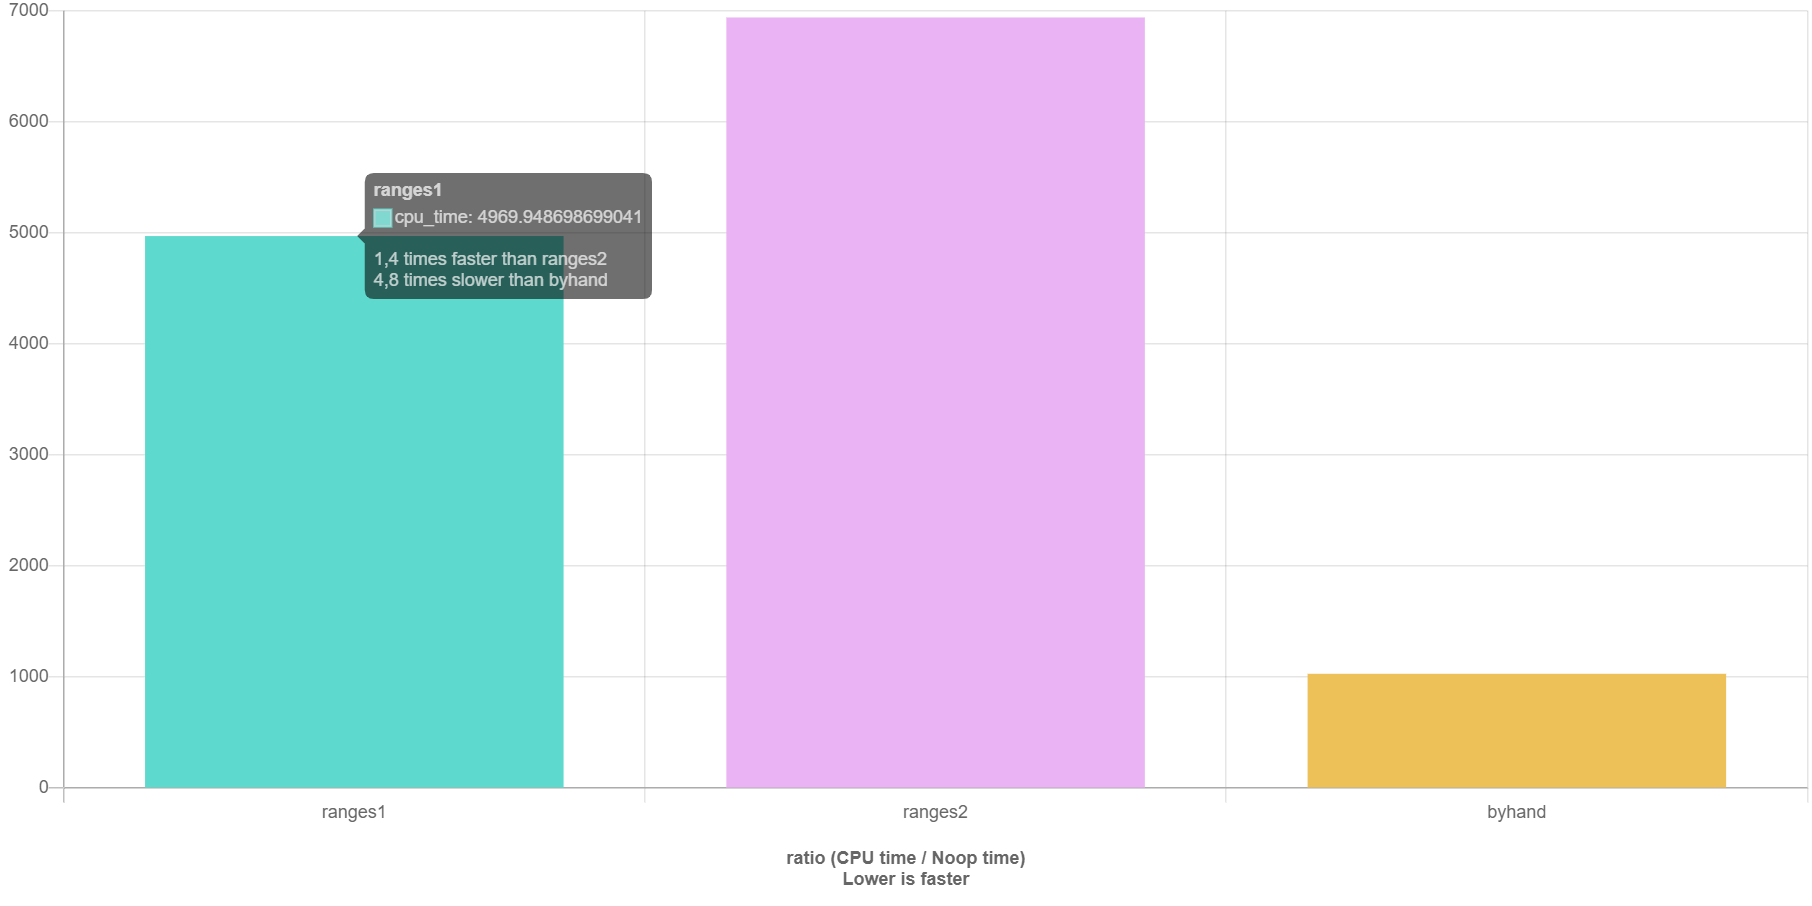 7000
6000
5000
4000
3000
2000
1000
0
ranges1
cpu_time: 4969.948698699041
1,4 times faster than ranges2
4,8 times slower than byhand
ranges1
ranges2
byhand
ratio (CPU time / Noop time)
Lower is faster